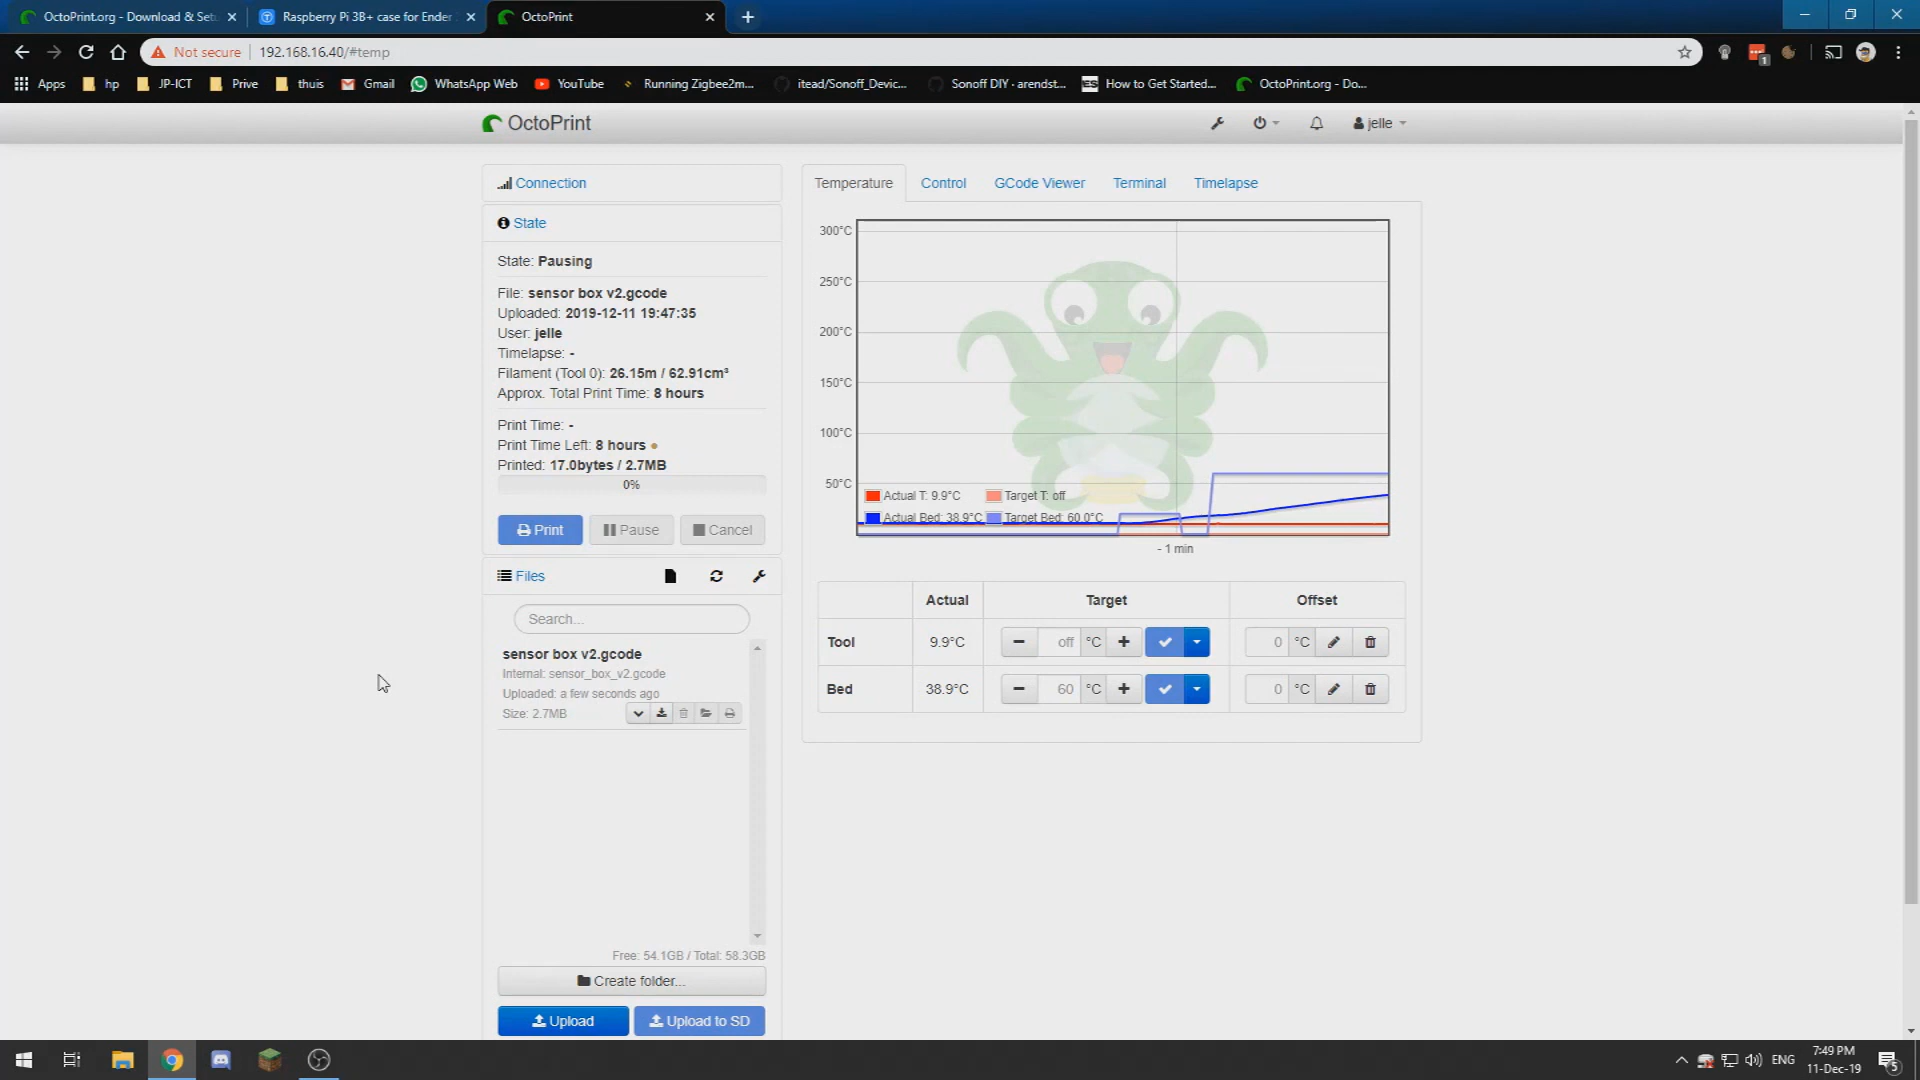 OctoPrint.org - Download & Setu
Raspberry Pi 3B+ case for Ender
OctoPrint
Not secure
192.168.16.40/#temp
Apps
hp
JP-ICT
Prive
thuis
Gmail
WhatsApp Web
YouTube
Running Zigbee2m...
itead/Sonoff_Devic...
Sonoff DIY · arendst...
How to Get Started...
OctoPrint.org - Do...
OctoPrint
jelle
Connection
Temperature
Control
GCode Viewer
Terminal
Timelapse
State
State: Pausing
File: sensor box v2.gcode
Uploaded: 2019-12-11 19:47:35
User: jelle
Timelapse: -
Filament (Tool 0): 26.15m / 62.91cm³
Approx. Total Print Time: 8 hours
Print Time: -
Print Time Left: 8 hours
Printed: 17.0bytes / 2.7MB
0%
Print
Pause
Cancel
300°C
250°C
200°C
150°C
100°C
50°C
Actual T: 9.9°C
Target T: off
Actual Bed: 38.9°C
Target Bed: 60.0°C
- 1 min
Files
Search...
sensor box v2.gcode
Internal: sensor_box_v2.gcode
Uploaded: a few seconds ago
Size: 2.7MB
Actual
Target
Offset
Tool
9.9°C
off °C
0 °C
Bed
38.9°C
60 °C
0 °C
Free: 54.1GB / Total: 58.3GB
Create folder...
Upload
Upload to SD
ENG
7:49 PM
11-Dec-19
5